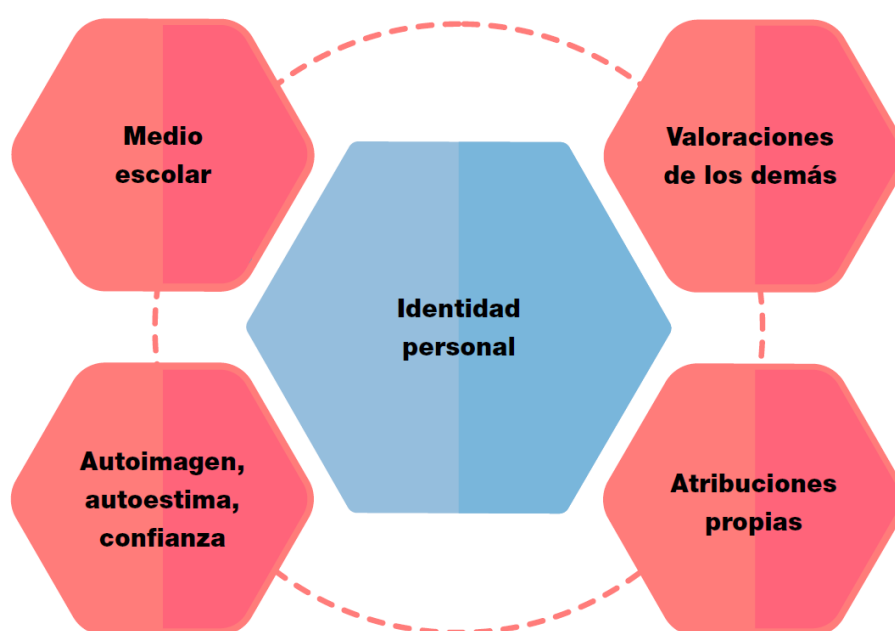 Medio
escolar
Valoraciones
de los demás
Identidad
personal
Autoimagen,
autoestima,
confianza
Atribuciones
propias